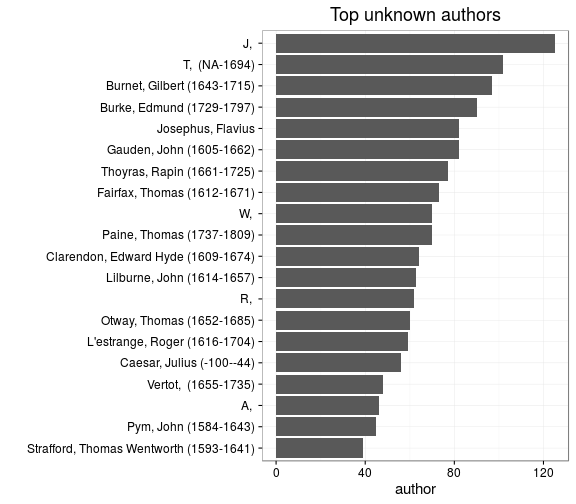 Top unknown authors
J,
T,  (NA-1694)
Burnet, Gilbert (1643-1715)
Burke, Edmund (1729-1797)
Josephus, Flavius
Gauden, John (1605-1662)
Thoyras, Rapin (1661-1725)
Fairfax, Thomas (1612-1671)
W,
Paine, Thomas (1737-1809)
Clarendon, Edward Hyde (1609-1674)
Lilburne, John (1614-1657)
R,
Otway, Thomas (1652-1685)
L'estrange, Roger (1616-1704)
Caesar, Julius (-100--44)
Vertot,  (1655-1735)
A,
Pym, John (1584-1643)
Strafford, Thomas Wentworth (1593-1641)
0 40 80 120
author